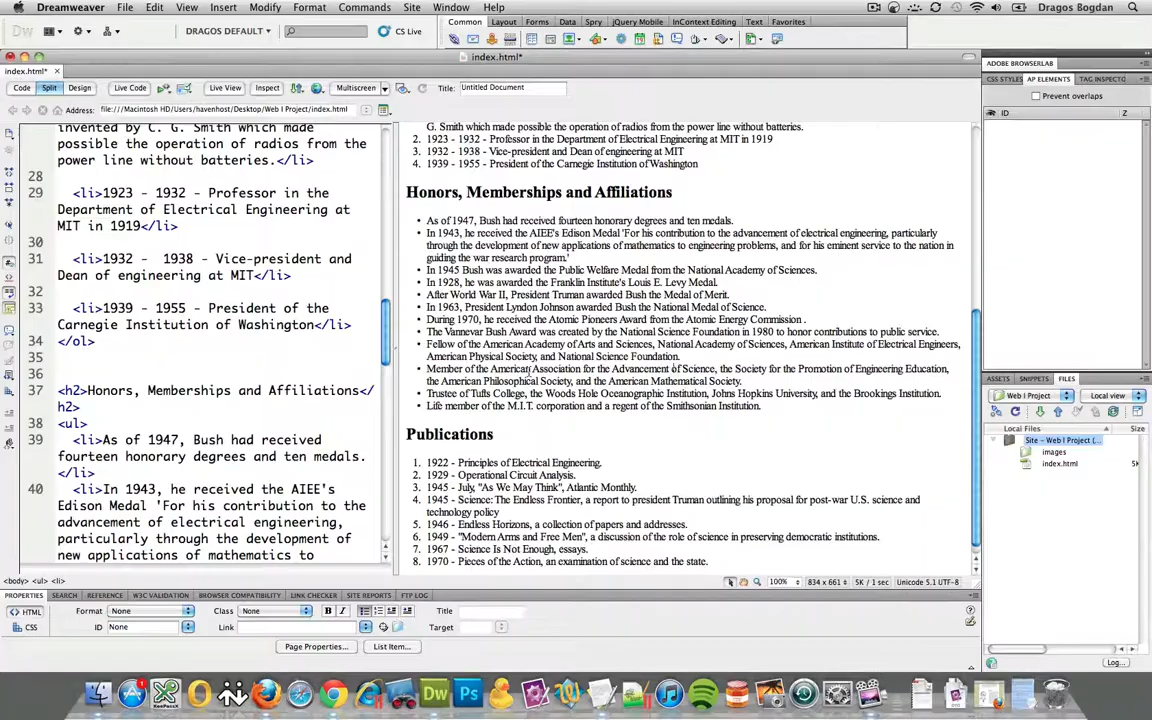 Dreamweaver File Edit View Insert Modify Format Commands Site Window Help Dragos Bogdan
Dw DRAGOS DEFAULT CS Live
Common Layout Forms Data Spry jQuery Mobile InContext Editing Text Favorites
index.html*
index.html*
Code Split Design Live Code Live View Inspect Multiscreen Title: Untitled Document
Address: file:///Macintosh HD/Users/havenhost/Desktop/Web I Project/index.html
invented by C. G. Smith which made
possible the operation of radios from the
power line without batteries.</li>
28
29 <li>1923 - 1932 - Professor in the
Department of Electrical Engineering at
MIT in 1919</li>
30
31 <li>1932 - 1938 - Vice-president and
Dean of engineering at MIT</li>
32
33 <li>1939 - 1955 - President of the
Carnegie Institution of Washington</li>
34 </ol>
35
36
37 <h2>Honors, Memberships and Affiliations</
h2>
38 <ul>
39 <li>As of 1947, Bush had received
fourteen honorary degrees and ten medals.
</li>
40 <li>In 1943, he received the AIEE's
Edison Medal 'For his contribution to the
advancement of electrical engineering,
particularly through the development of
new applications of mathematics to
G. Smith which made possible the operation of radios from the power line without batteries.
2. 1923 - 1932 - Professor in the Department of Electrical Engineering at MIT in 1919
3. 1932 - 1938 - Vice-president and Dean of engineering at MIT
4. 1939 - 1955 - President of the Carnegie Institution of Washington
Honors, Memberships and Affiliations
• As of 1947, Bush had received fourteen honorary degrees and ten medals.
• In 1943, he received the AIEE's Edison Medal 'For his contribution to the advancement of electrical engineering, particularly
through the development of new applications of mathematics to engineering problems, and for his eminent service to the nation in
guiding the war research program.'
• In 1945 Bush was awarded the Public Welfare Medal from the National Academy of Sciences.
• In 1928, he was awarded the Franklin Institute's Louis E. Levy Medal.
• After World War II, President Truman awarded Bush the Medal of Merit.
• In 1963, President Lyndon Johnson awarded Bush the National Medal of Science.
• During 1970, he received the Atomic Pioneers Award from the Atomic Energy Commission .
• The Vannevar Bush Award was created by the National Science Foundation in 1980 to honor contributions to public service.
• Fellow of the American Academy of Arts and Sciences, National Academy of Sciences, American Institute of Electrical Engineers,
American Physical Society, and National Science Foundation.
• Member of the American Association for the Advancement of Science, the Society for the Promotion of Engineering Education,
the American Philosophical Society, and the American Mathematical Society.
• Trustee of Tufts College, the Woods Hole Oceanographic Institution, Johns Hopkins University, and the Brookings Institution.
• Life member of the M.I.T. corporation and a regent of the Smithsonian Institution.
Publications
1. 1922 - Principles of Electrical Engineering.
2. 1929 - Operational Circuit Analysis.
3. 1945 - July, "As We May Think", Atlantic Monthly.
4. 1945 - Science: The Endless Frontier, a report to president Truman outlining his proposal for post-war U.S. science and
technology policy
5. 1946 - Endless Horizons, a collection of papers and addresses.
6. 1949 - "Modern Arms and Free Men", a discussion of the role of science in preserving democratic institutions.
7. 1967 - Science Is Not Enough, essays.
8. 1970 - Pieces of the Action, an examination of science and the state.
<body> <ul> <li> 100% 834 x 661 5K / 1 sec Unicode 5.1 UTF-8
PROPERTIES SEARCH REFERENCE W3C VALIDATION BROWSER COMPATIBILITY LINK CHECKER SITE REPORTS FTP LOG
<> HTML Format None Class None B I Title
CSS ID None Link Target
Page Properties... List Item...
ADOBE BROWSERLAB
CSS STYLES AP ELEMENTS TAG INSPECTO
Prevent overlaps
ID Z
ASSETS SNIPPETS FILES
Web I Project Local view
Local Files Size
Site - Web I Project (...
images
index.html 5K
Log...
1 Dw Ps